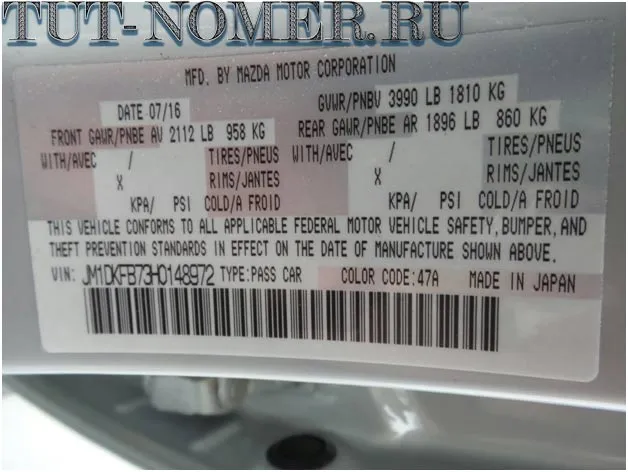 TUT-NOMER.RU
MFD. BY MAZDA MOTOR CORPORATION
DATE 07/16 GVWR/PNBV 3990 LB 1810 KG
FRONT GAWR/PNBE AV 2112 LB 958 KG REAR GAWR/PNBE AR 1896 LB 860 KG
WITH/AVEC / TIRES/PNEUS WITH/AVEC / TIRES/PNEUS
X RIMS/JANTES X RIMS/JANTES
KPA/ PSI COLD/A FROID KPA/ PSI COLD/A FROID
THIS VEHICLE CONFORMS TO ALL APPLICABLE FEDERAL MOTOR VEHICLE SAFETY, BUMPER, AND
THEFT PREVENTION STANDARDS IN EFFECT ON THE DATE OF MANUFACTURE SHOWN ABOVE.
VIN: JM1DKFB73H0148972 TYPE:PASS CAR COLOR CODE:47A MADE IN JAPAN